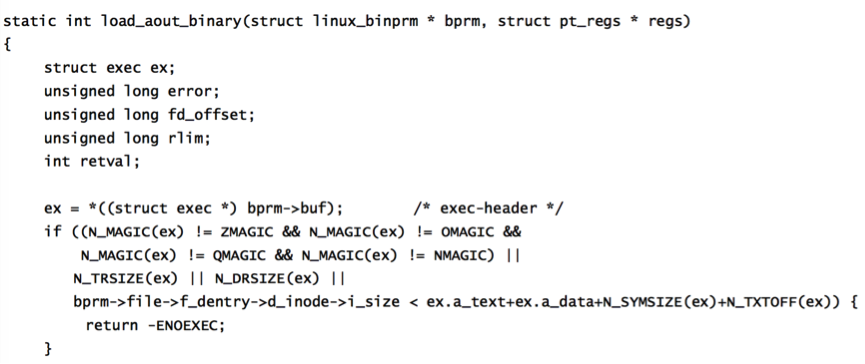 static int load_aout_binary(struct linux_binprm * bprm, struct pt_regs * regs)
{
struct exec ex;
unsigned long error;
unsigned long fd_offset;
unsigned long rlim;
int retval;
ex = *((struct exec *) bprm->buf); /* exec-header */
if ((N_MAGIC(ex) != ZMAGIC && N_MAGIC(ex) != OMAGIC &&
N_MAGIC(ex) != QMAGIC && N_MAGIC(ex) != NMAGIC) ||
N_TRSIZE(ex) || N_DRSIZE(ex) ||
bprm->file->f_dentry->d_inode->i_size < ex.a_text+ex.a_data+N_SYMSIZE(ex)+N_TXTOFF(ex)) {
return -ENOEXEC;
}